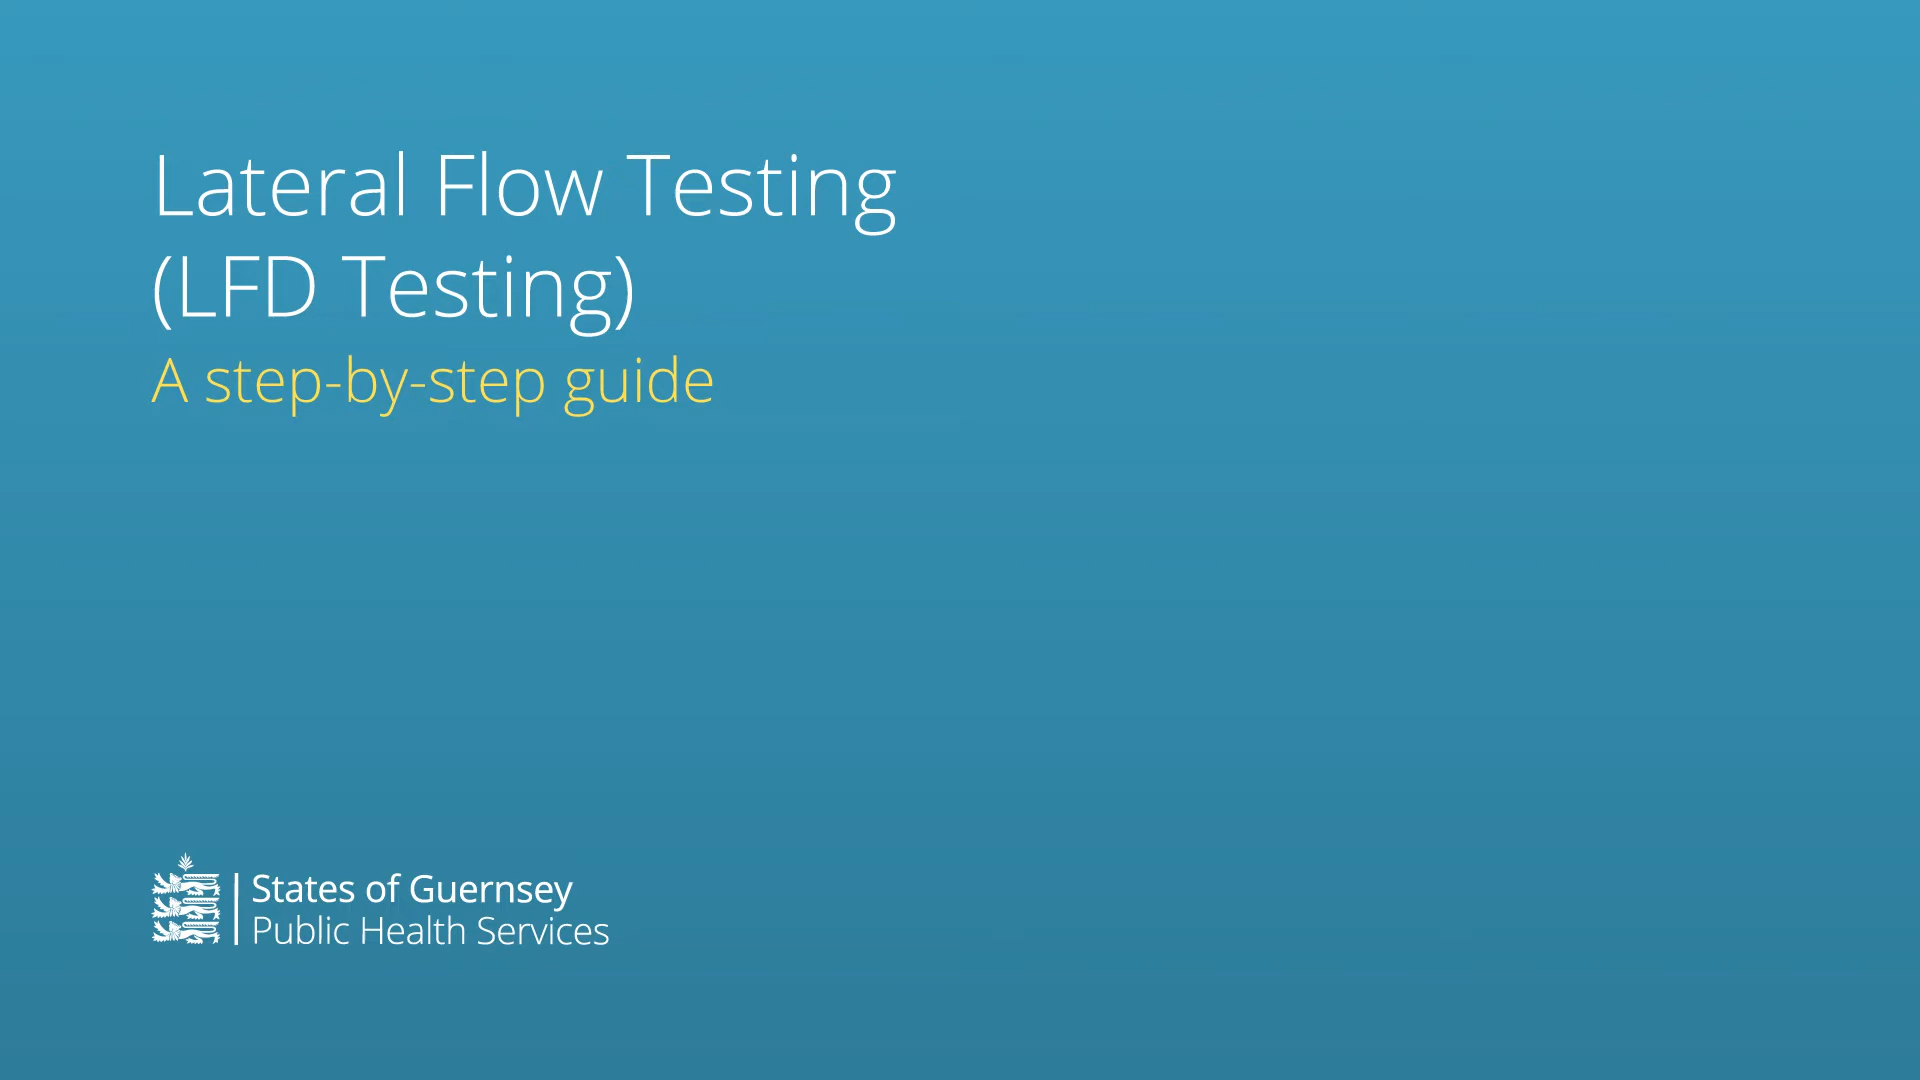 Lateral Flow Testing
(LFD Testing)
A step-by-step guide
States of Guernsey
Public Health Services